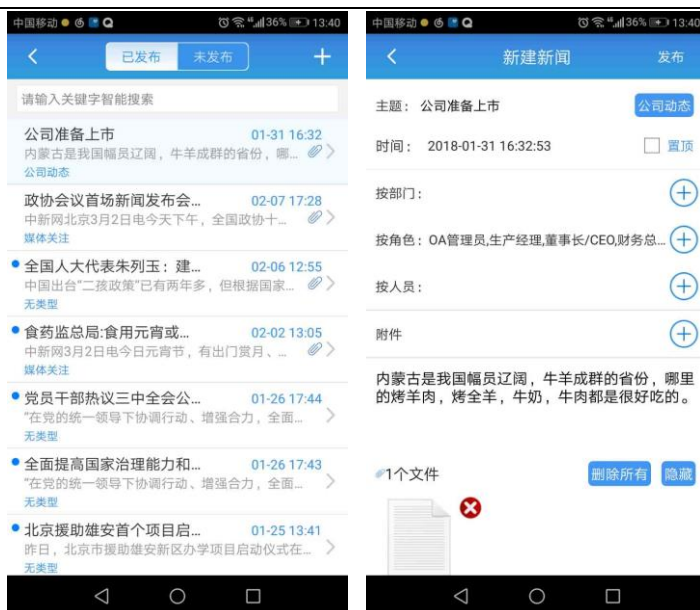 中国移动 36% 13:40
已发布 未发布
请输入关键字智能搜索
公司准备上市 01-31 16:32
内蒙古是我国幅员辽阔，牛羊成群的省份，哪...
公司动态
政协会议首场新闻发布会... 02-07 17:28
中新网北京3月2日电今天下午，全国政协十...
媒体关注
全国人大代表朱列玉：建... 02-06 12:55
中国出台“二孩政策”已有两年多，但根据国家...
无类型
食药监总局:食用元宵或... 02-02 13:05
中新网3月2日电今日元宵节，有出门赏月、...
媒体关注
党员干部热议三中全会公... 01-26 17:44
“在党的统一领导下协调行动、增强合力，全面...
无类型
全面提高国家治理能力和... 01-26 17:43
“在党的统一领导下协调行动、增强合力，全面...
无类型
北京援助雄安首个项目启... 01-25 13:41
昨日，北京市援助雄安新区办学项目启动仪式在...
无类型
中国移动 36% 13:40
新建新闻 发布
主题： 公司准备上市 公司动态
时间： 2018-01-31 16:32:53 置顶
按部门：
按角色：OA管理员,生产经理,董事长/CEO,财务总...
按人员：
附件
内蒙古是我国幅员辽阔，牛羊成群的省份，哪里
的烤羊肉，烤全羊，牛奶，牛肉都是很好吃的。
1个文件 删除所有 隐藏